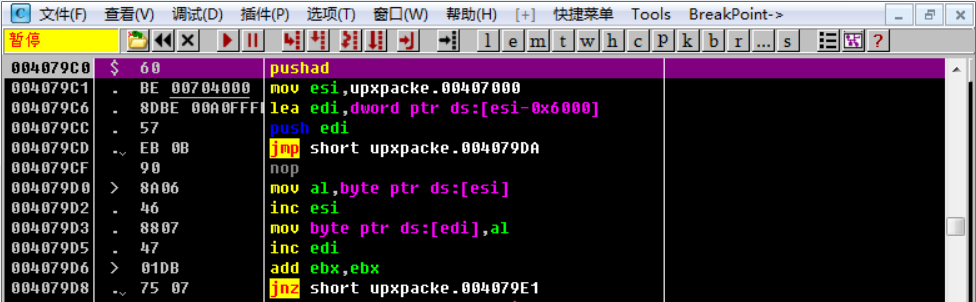 C 文件(F) 查看(V) 调试(D) 插件(P) 选项(T) 窗口(W) 帮助(H) [+] 快捷菜单 Tools BreakPoint->
暂停 l e m t w h c P k b r ... s ?
004079C0 $ 60 pushad
004079C1 . BE 00704000 mov esi,upxpacke.00407000
004079C6 . 8DBE 00A0FFF lea edi,dword ptr ds:[esi-0x6000]
004079CC . 57 push edi
004079CD .⌄ EB 0B jmp short upxpacke.004079DA
004079CF 90 nop
004079D0 > 8A06 mov al,byte ptr ds:[esi]
004079D2 . 46 inc esi
004079D3 . 8807 mov byte ptr ds:[edi],al
004079D5 . 47 inc edi
004079D6 > 01DB add ebx,ebx
004079D8 .⌄ 75 07 jnz short upxpacke.004079E1